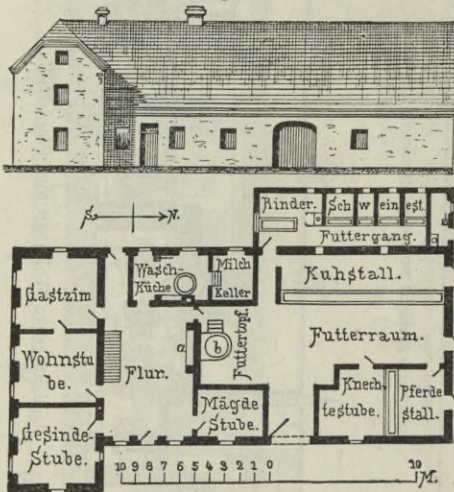 S. N.
Rinder. Sch w ein est.
Futtergang.
Wasch-
Küche
Milch
Keller
Kuhstall.
Gastzim
Wohnstu
be.
Flur.
a
b
Futtertopf.
Futterraum.
Gesinde-
Stube.
Mägde
Stube.
Knech
testube.
Pferde
stall.
10 9 8 7 6 5 4 3 2 1 0
M.